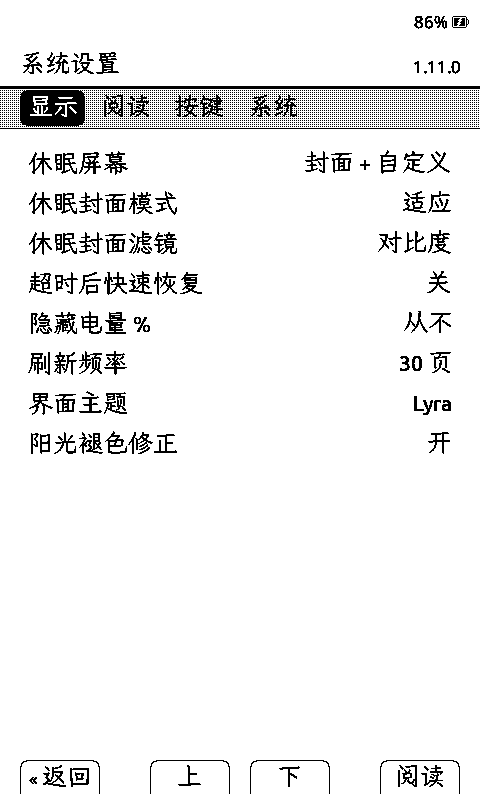 86%
系统设置 1.11.0
显示 阅读 按键 系统
休眠屏幕 封面 + 自定义
休眠封面模式 适应
休眠封面滤镜 对比度
超时后快速恢复 关
隐藏电量 % 从不
刷新频率 30 页
界面主题 Lyra
阳光褪色修正 开
« 返回 上 下 阅读